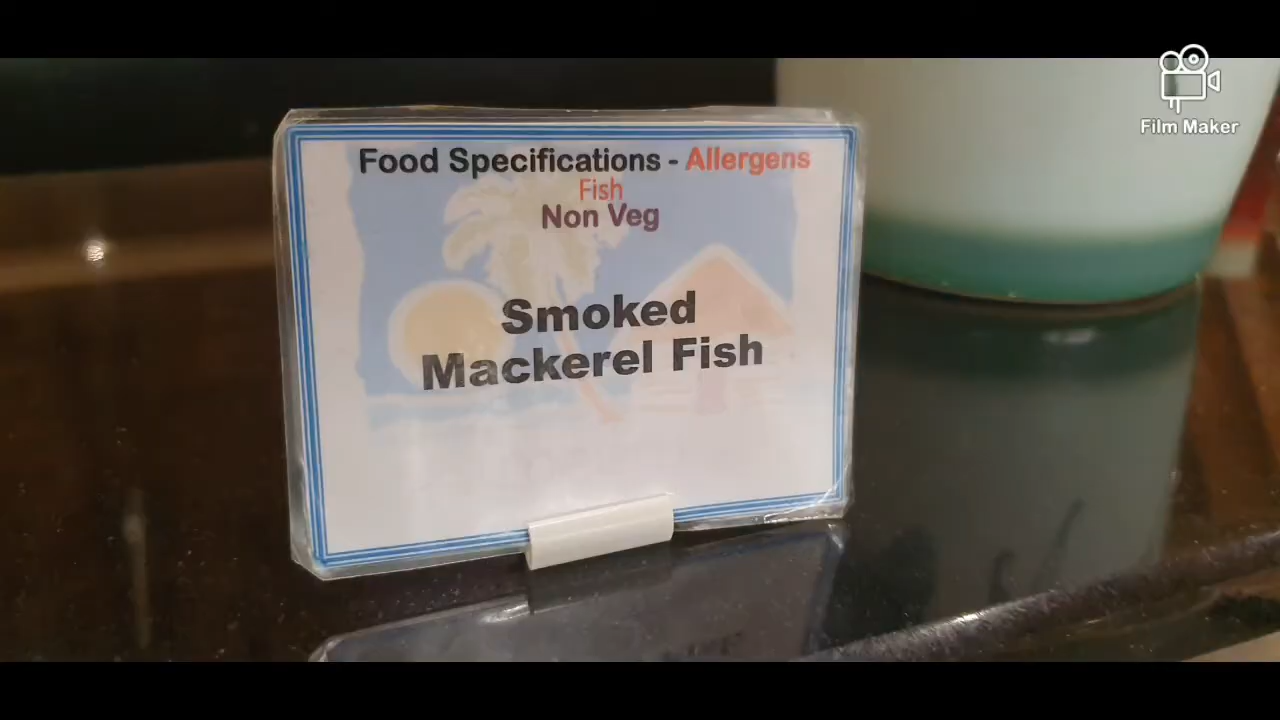 Film Maker
Food Specifications - Allergens
Fish
Non Veg
Smoked
Mackerel Fish